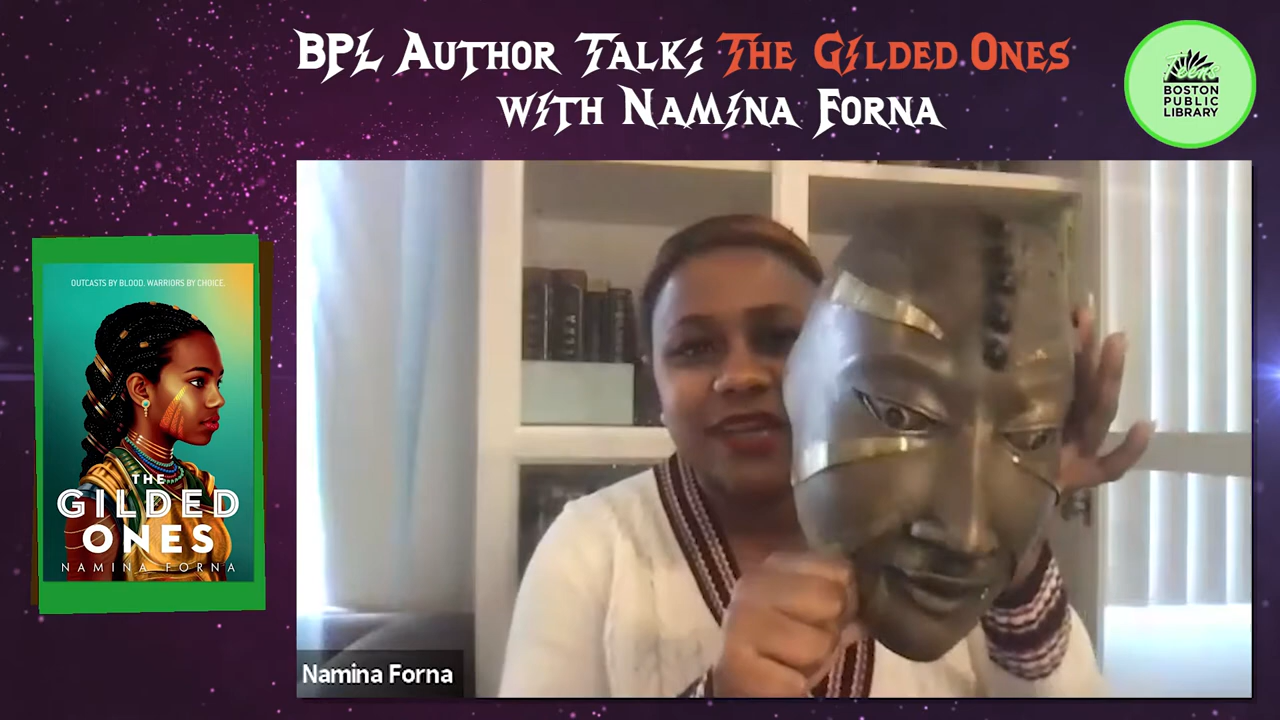 BPL Author Talk: The Gilded Ones
with Namina Forna
Teens
BOSTON
PUBLIC
LIBRARY
OUTCASTS BY BLOOD. WARRIORS BY CHOICE.
THE
GILDED
ONES
NAMINA FORNA
Namina Forna